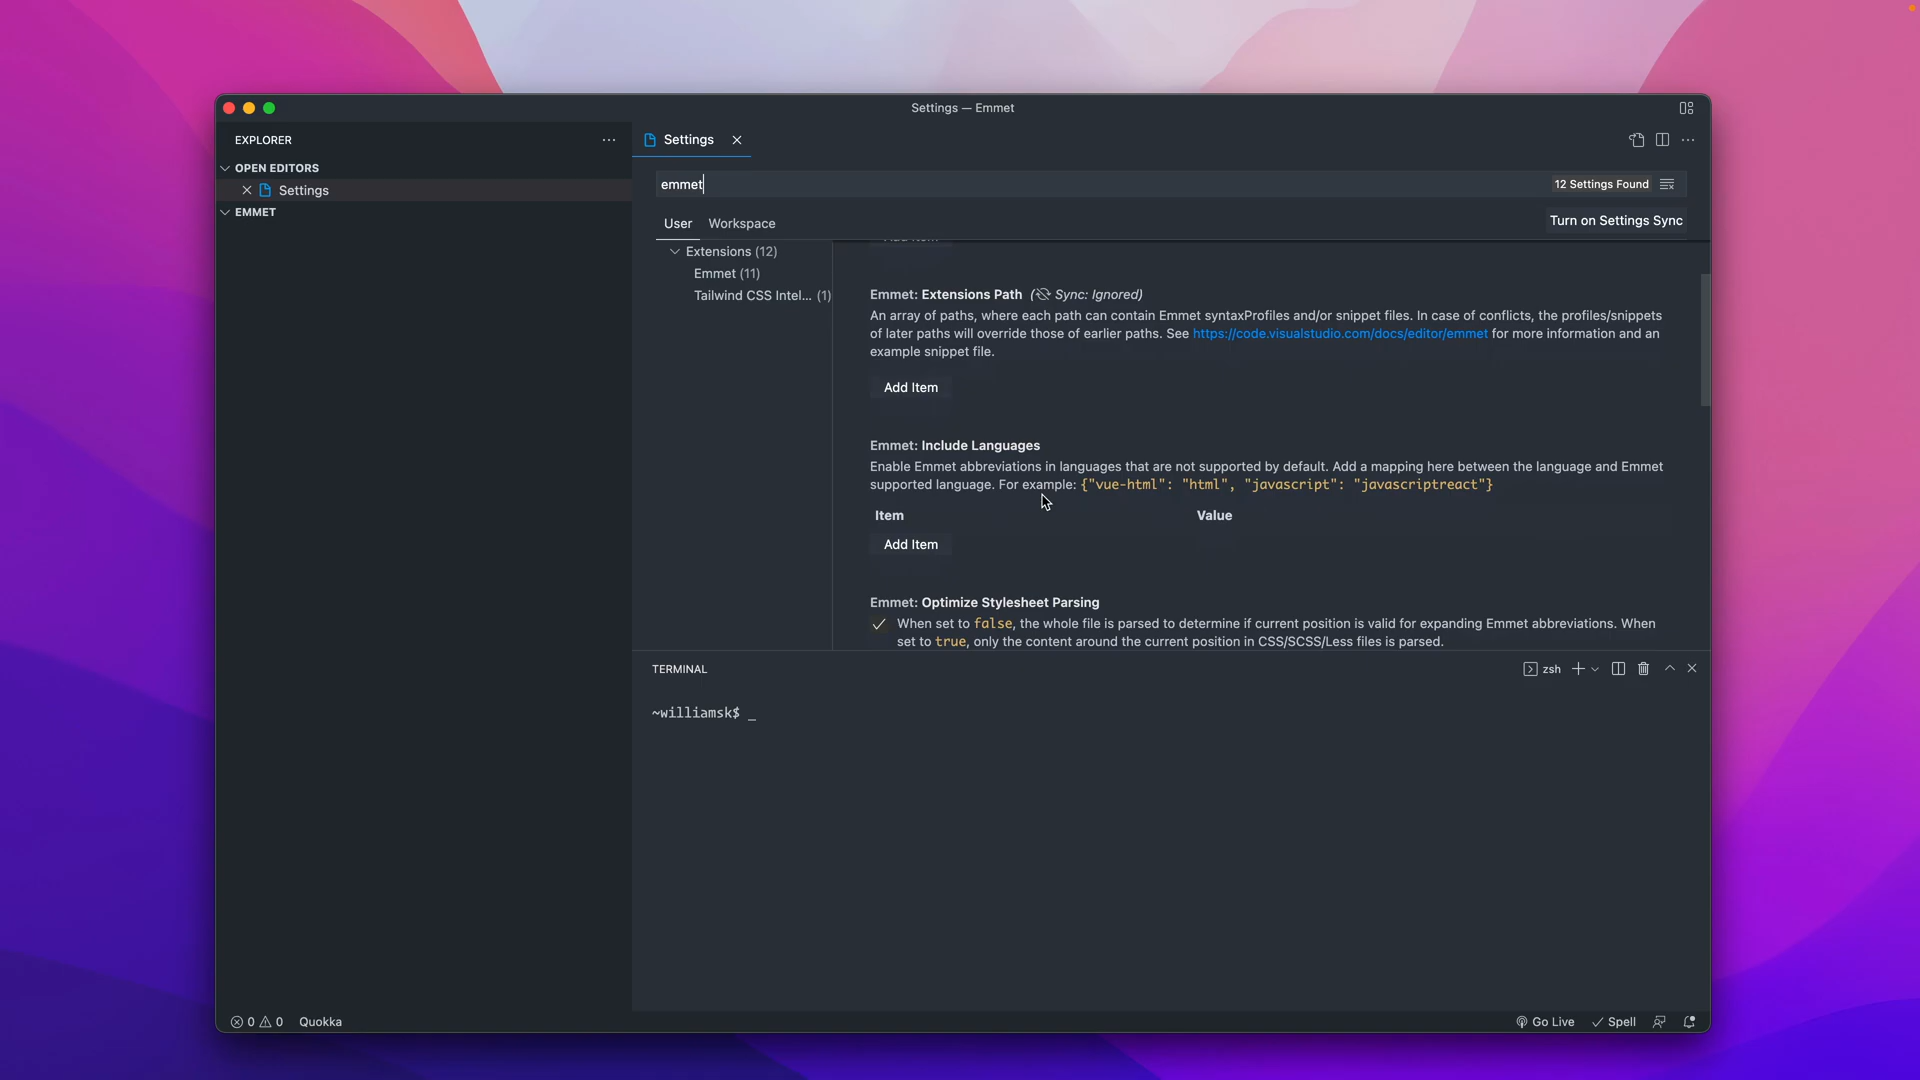 Settings — Emmet
EXPLORER
OPEN EDITORS
Settings
EMMET
Settings
emmet
12 Settings Found
User
Workspace
Turn on Settings Sync
Extensions (12)
Emmet (11)
Tailwind CSS Intel... (1)
Add Item
Emmet: Extensions Path (Sync: Ignored)
An array of paths, where each path can contain Emmet syntaxProfiles and/or snippet files. In case of conflicts, the profiles/snippets
of later paths will override those of earlier paths. See https://code.visualstudio.com/docs/editor/emmet for more information and an
example snippet file.
Add Item
Emmet: Include Languages
Enable Emmet abbreviations in languages that are not supported by default. Add a mapping here between the language and Emmet
supported language. For example: {"vue-html": "html", "javascript": "javascriptreact"}
Item
Value
Add Item
Emmet: Optimize Stylesheet Parsing
When set to false, the whole file is parsed to determine if current position is valid for expanding Emmet abbreviations. When
set to true, only the content around the current position in CSS/SCSS/Less files is parsed.
TERMINAL
zsh
~williamsk$ _
0
0
Quokka
Go Live
Spell